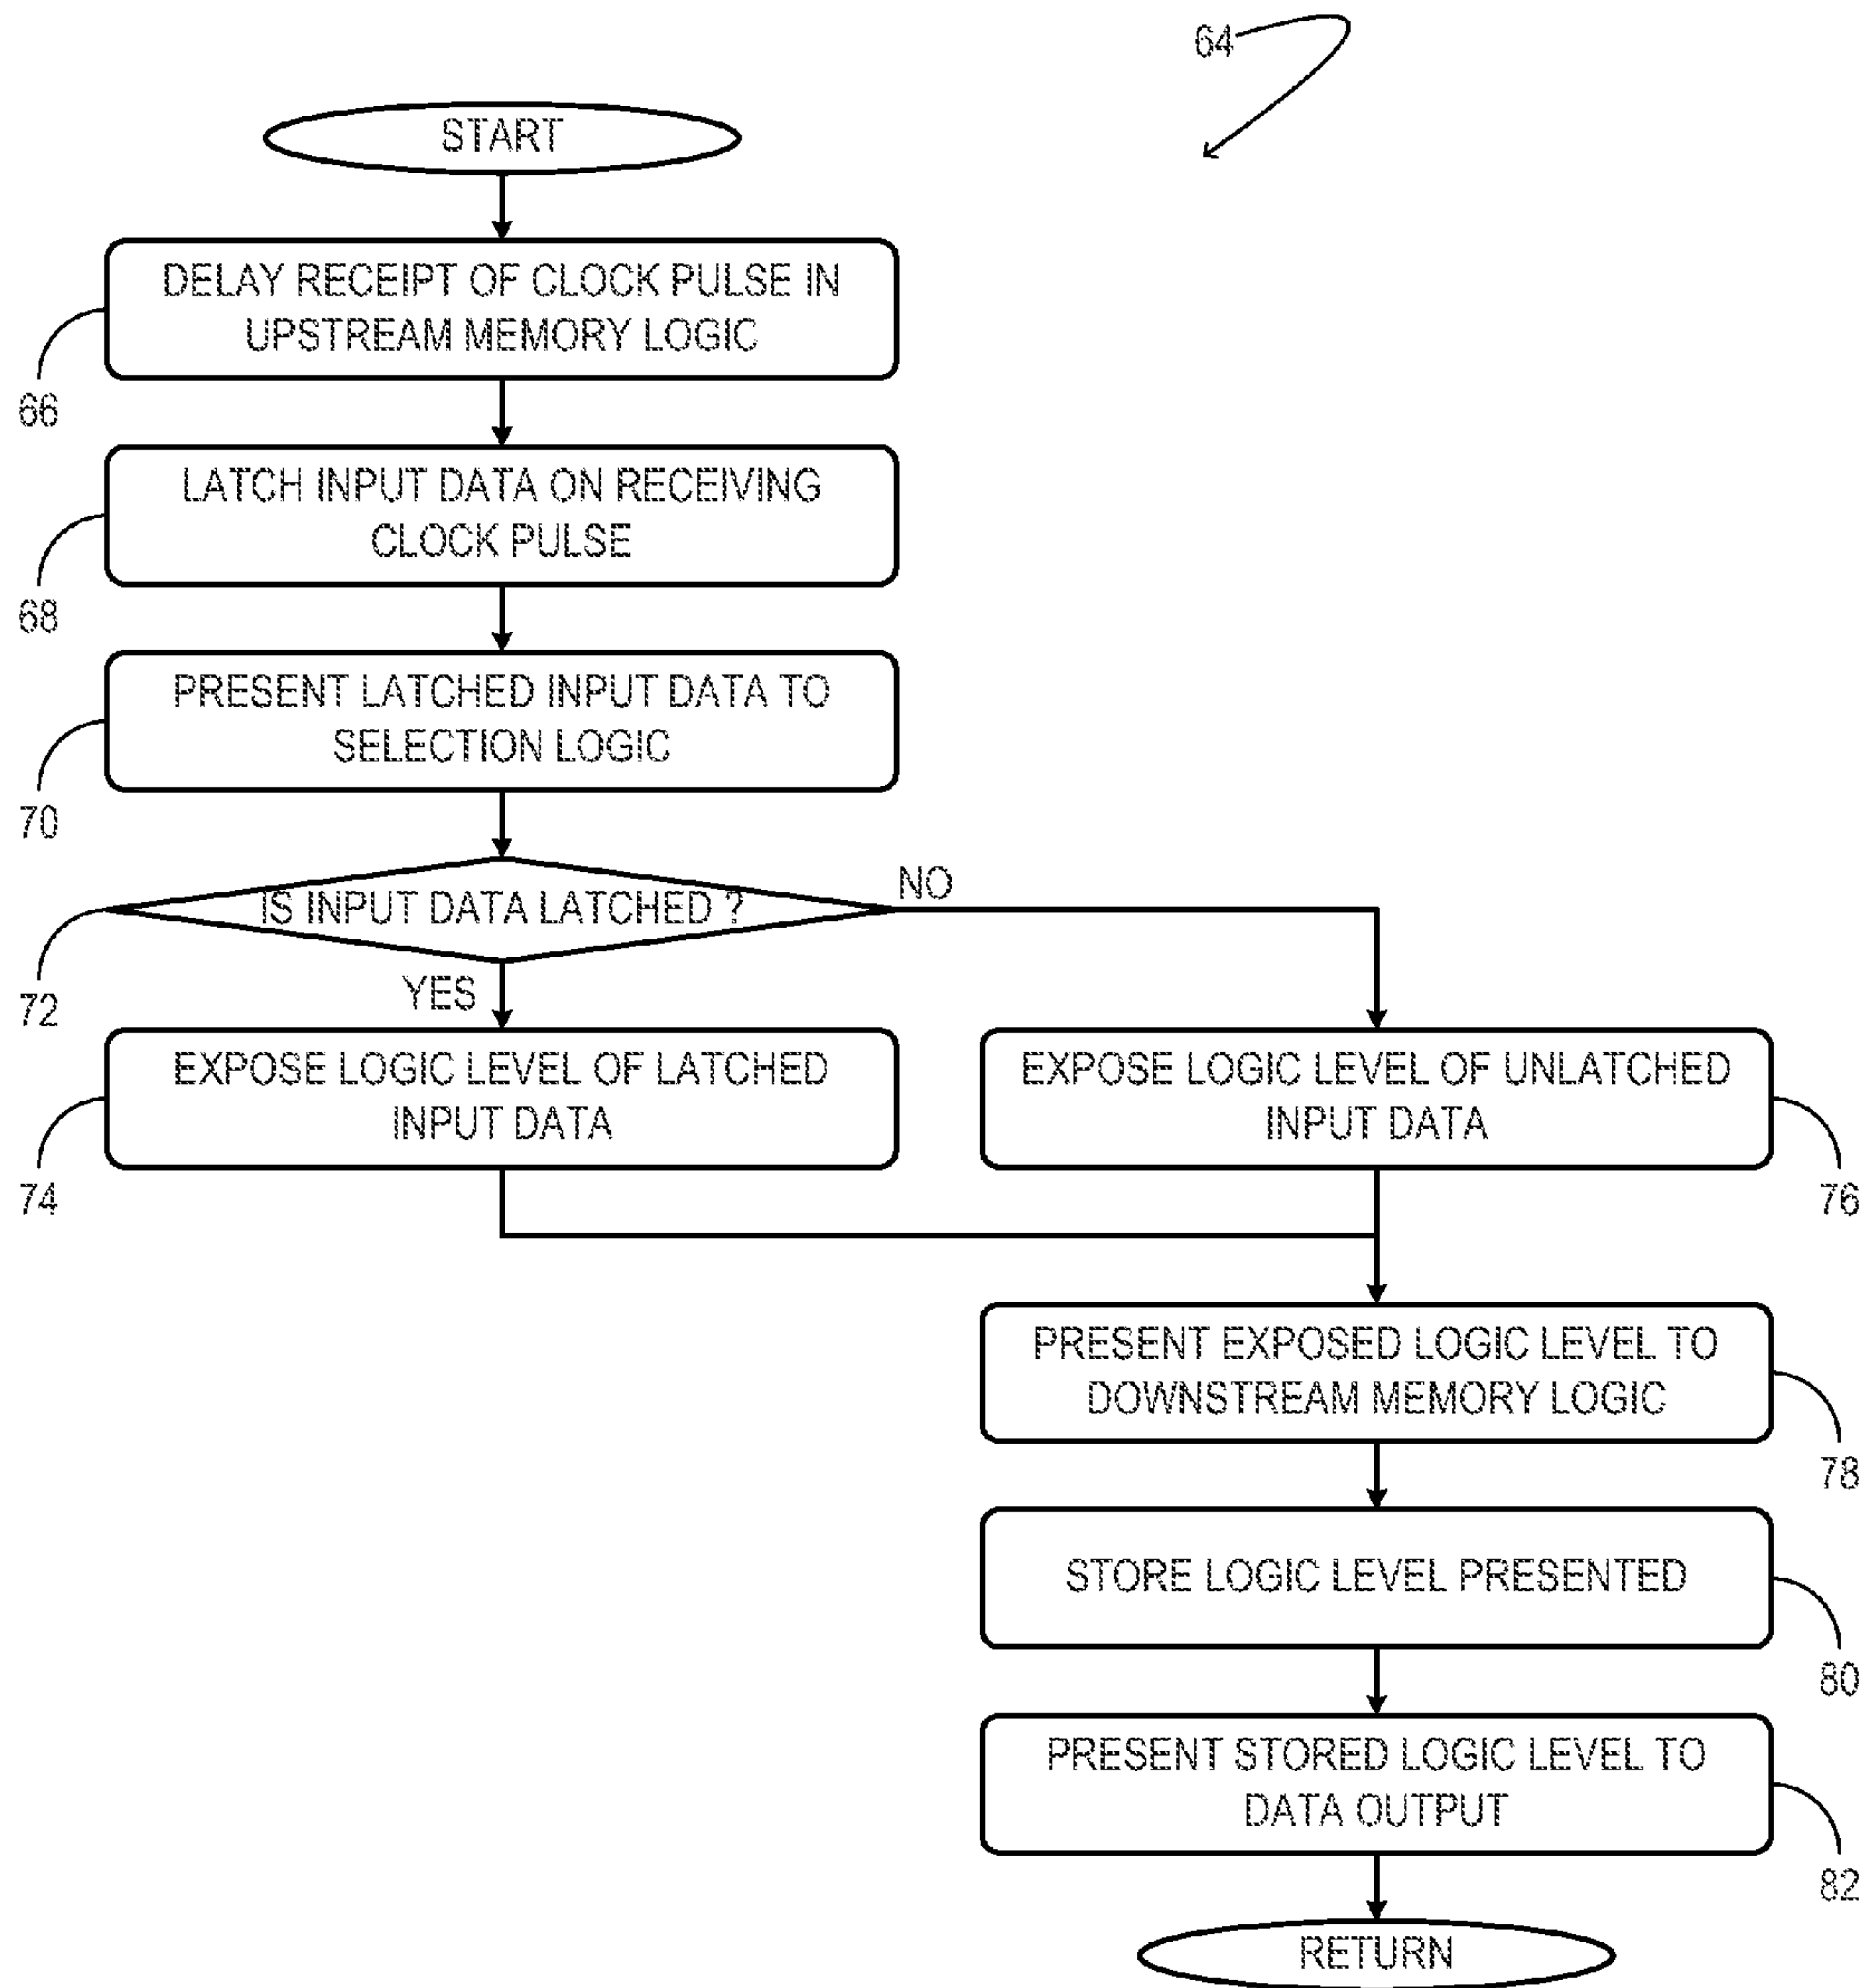 64
START
DELAY RECEIPT OF CLOCK PULSE IN
UPSTREAM MEMORY LOGIC
66
LATCH INPUT DATA ON RECEIVING
CLOCK PULSE
68
PRESENT LATCHED INPUT DATA TO
SELECTION LOGIC
70
IS INPUT DATA LATCHED ?
NO
72
YES
EXPOSE LOGIC LEVEL OF LATCHED
INPUT DATA
74
EXPOSE LOGIC LEVEL OF UNLATCHED
INPUT DATA
76
PRESENT EXPOSED LOGIC LEVEL TO
DOWNSTREAM MEMORY LOGIC
78
STORE LOGIC LEVEL PRESENTED
80
PRESENT STORED LOGIC LEVEL TO
DATA OUTPUT
82
RETURN